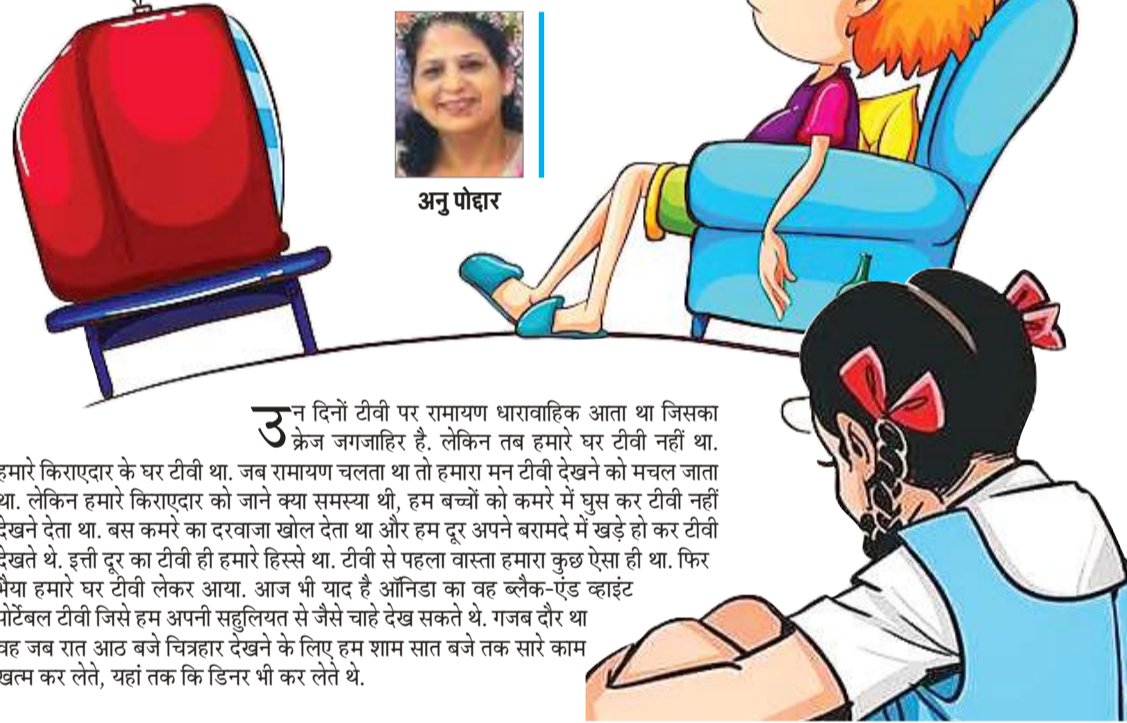 अनु पोद्दार
उन दिनों टीवी पर रामायण धारावाहिक आता था जिसका
क्रेज जगजाहिर है. लेकिन तब हमारे घर टीवी नहीं था.
हमारे किराएदार के घर टीवी था. जब रामायण चलता था तो हमारा मन टीवी देखने को मचल जाता
था. लेकिन हमारे किराएदार को जाने क्या समस्या थी, हम बच्चों को कमरे में घुस कर टीवी नहीं
देखने देता था. बस कमरे का दरवाजा खोल देता था और हम दूर अपने बरामदे में खड़े हो कर टीवी
देखते थे. इत्ती दूर का टीवी ही हमारे हिस्से था. टीवी से पहला वास्ता हमारा कुछ ऐसा ही था. फिर
भैया हमारे घर टीवी लेकर आया. आज भी याद है ऑनिडा का वह ब्लैक-एंड व्हाइंट
पोर्टेबल टीवी जिसे हम अपनी सहुलियत से जैसे चाहे देख सकते थे. गजब दौर था
वह जब रात आठ बजे चित्रहार देखने के लिए हम शाम सात बजे तक सारे काम
खत्म कर लेते, यहां तक कि डिनर भी कर लेते थे.